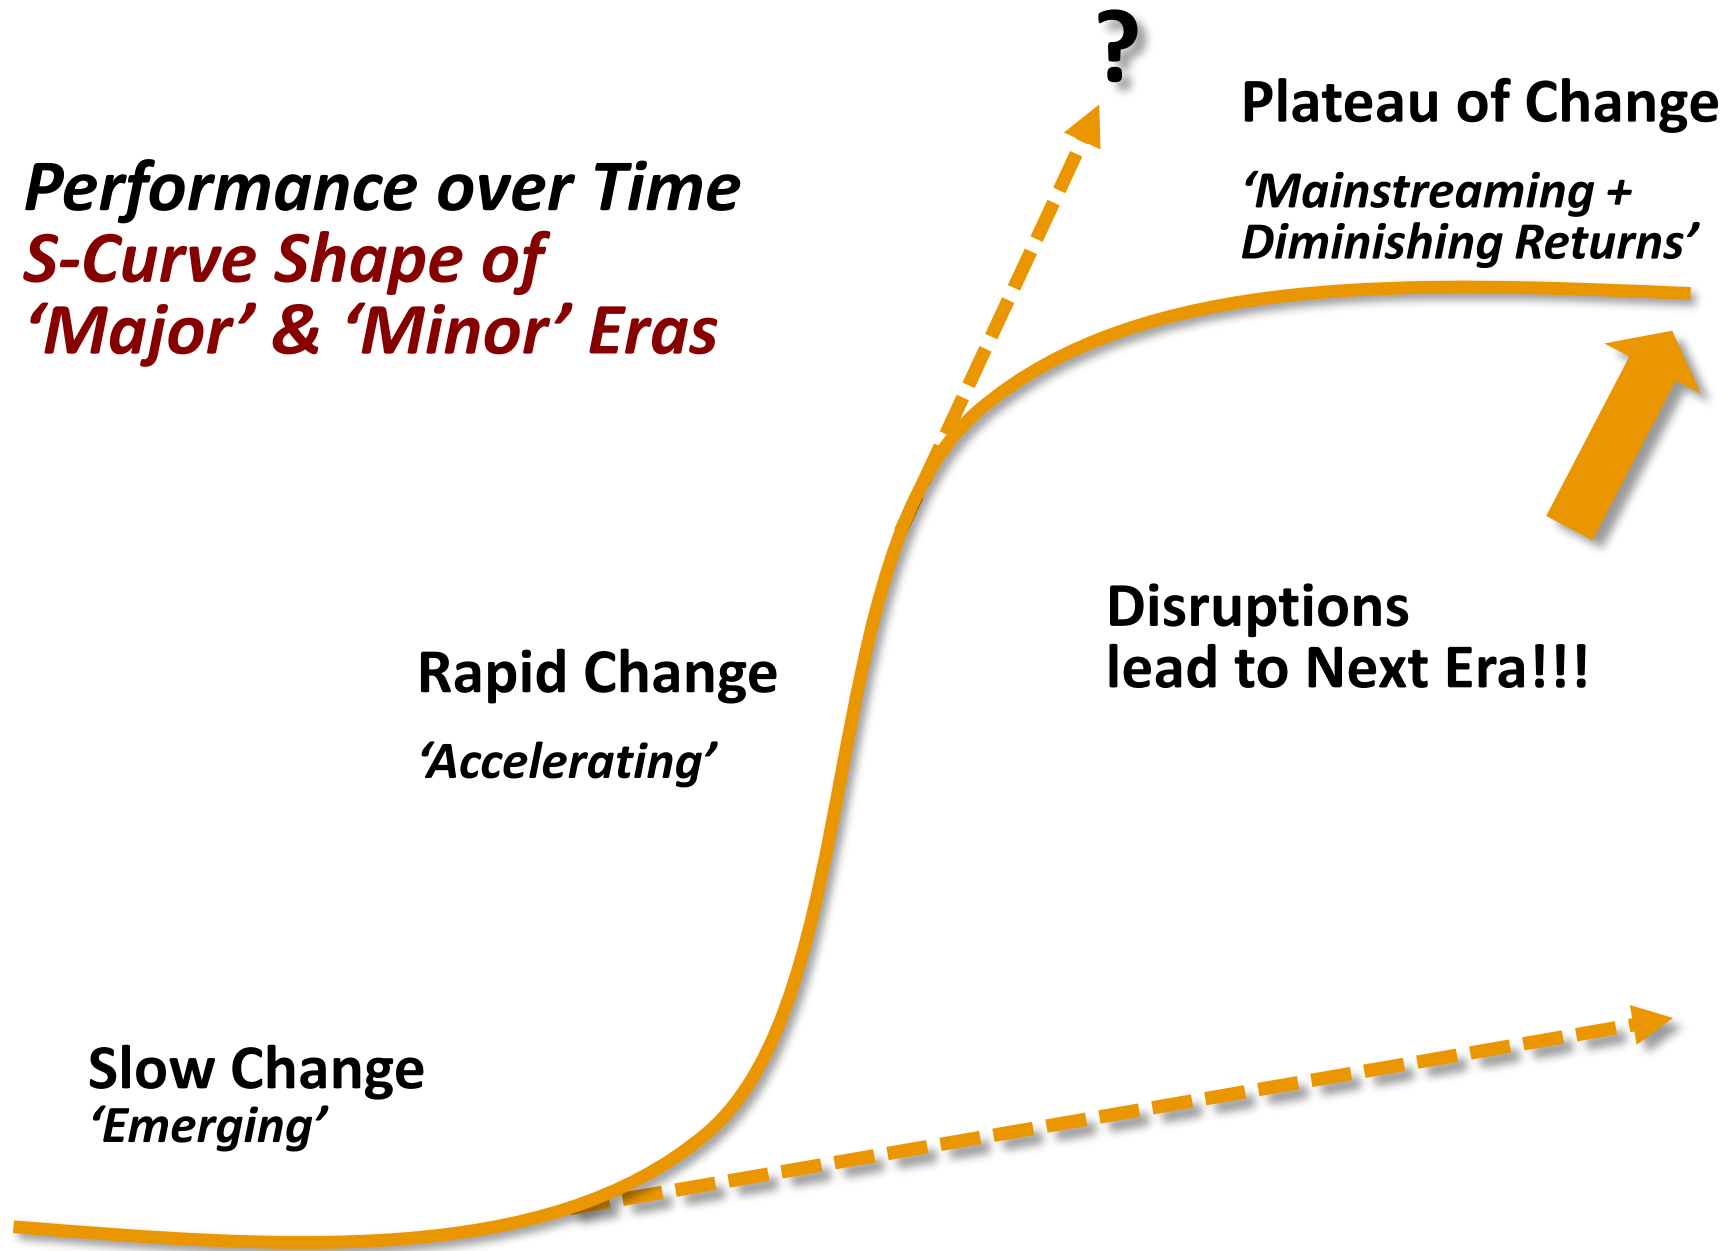 ?
Plateau of Change
‘Mainstreaming +
Diminishing Returns’
Performance over Time
S-Curve Shape of
‘Major’ & ‘Minor’ Eras
Disruptions
lead to Next Era!!!
Rapid Change
‘Accelerating’
Slow Change
‘Emerging’